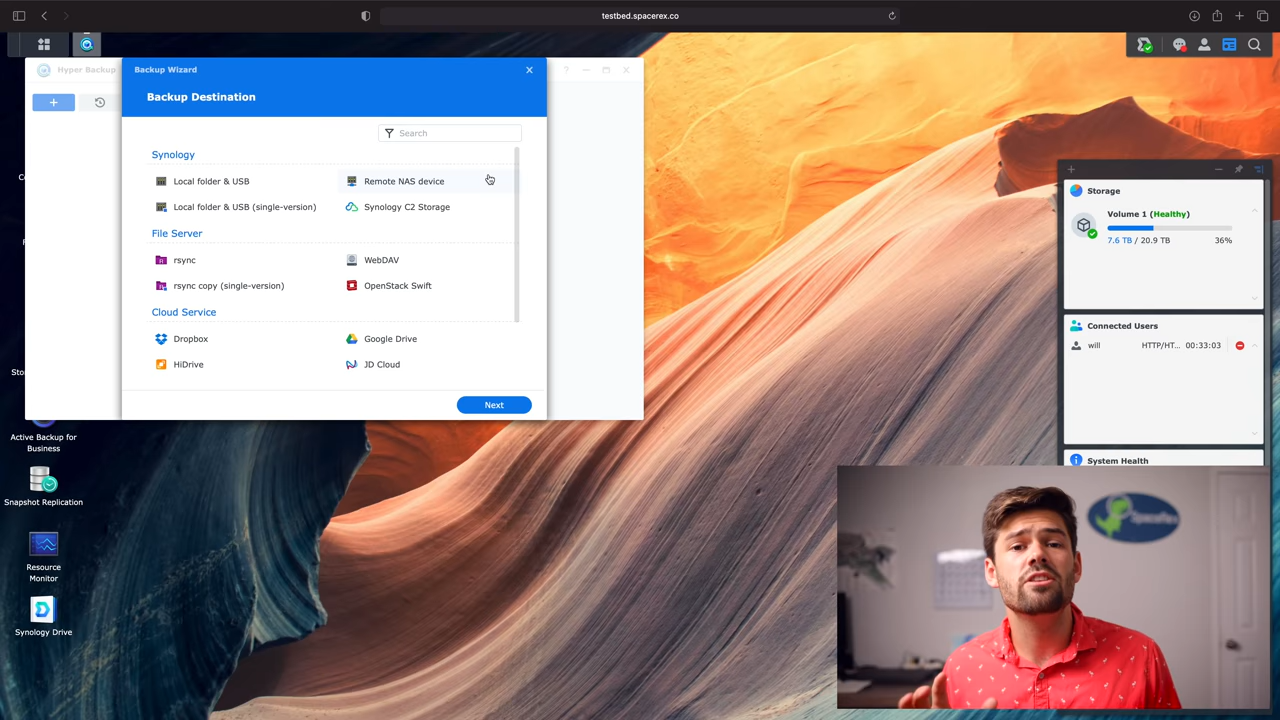 testbed.spacerex.co
Hyper Backup
Backup Wizard
Backup Destination
Search
Synology
Local folder & USB
Remote NAS device
Local folder & USB (single-version)
Synology C2 Storage
File Server
rsync
WebDAV
rsync copy (single-version)
OpenStack Swift
Cloud Service
Dropbox
Google Drive
HiDrive
JD Cloud
Next
Active Backup for
Business
Snapshot Replication
Resource
Monitor
Synology Drive
Storage
Volume 1 (Healthy)
7.6 TB / 20.9 TB 36%
Connected Users
will HTTP/HT... 00:33:03
System Health
SpaceRex